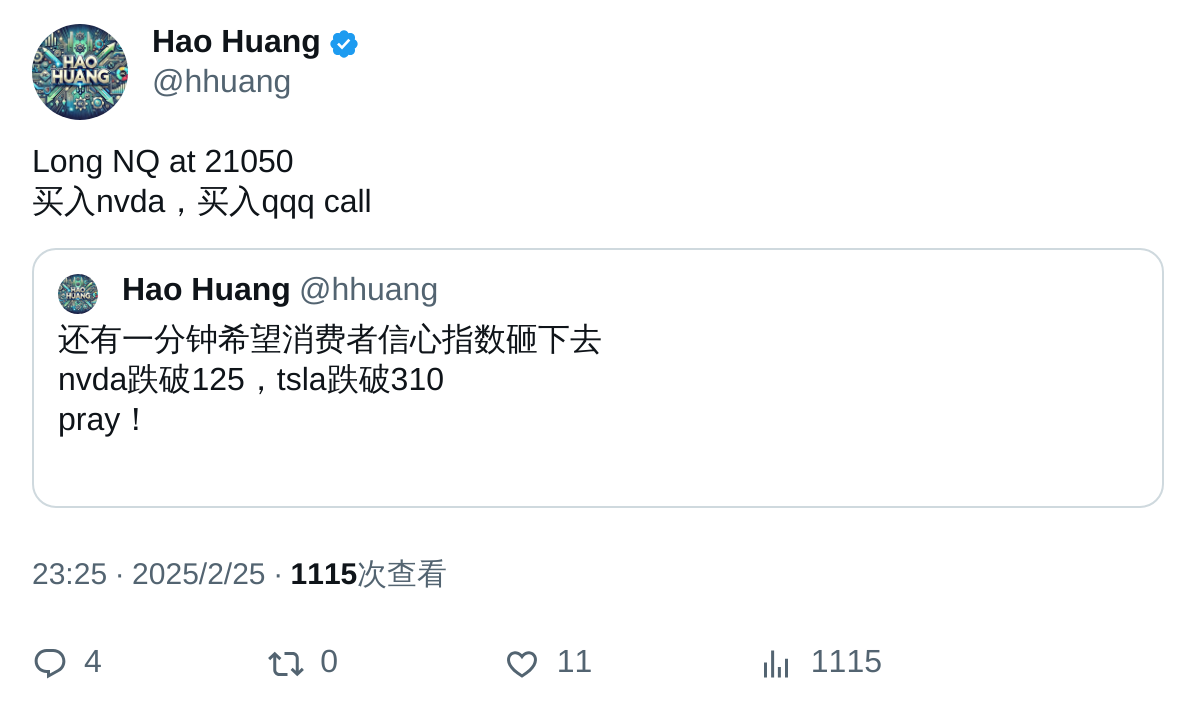 HAO
HUANG
Hao Huang
@hhuang
Long NQ at 21050
买入nvda，买入qqq call
HAO
HUANG
Hao Huang @hhuang
还有一分钟希望消费者信心指数砸下去
nvda跌破125，tsla跌破310
pray！
23:25 · 2025/2/25 · 1115次查看
4 0 11 1115